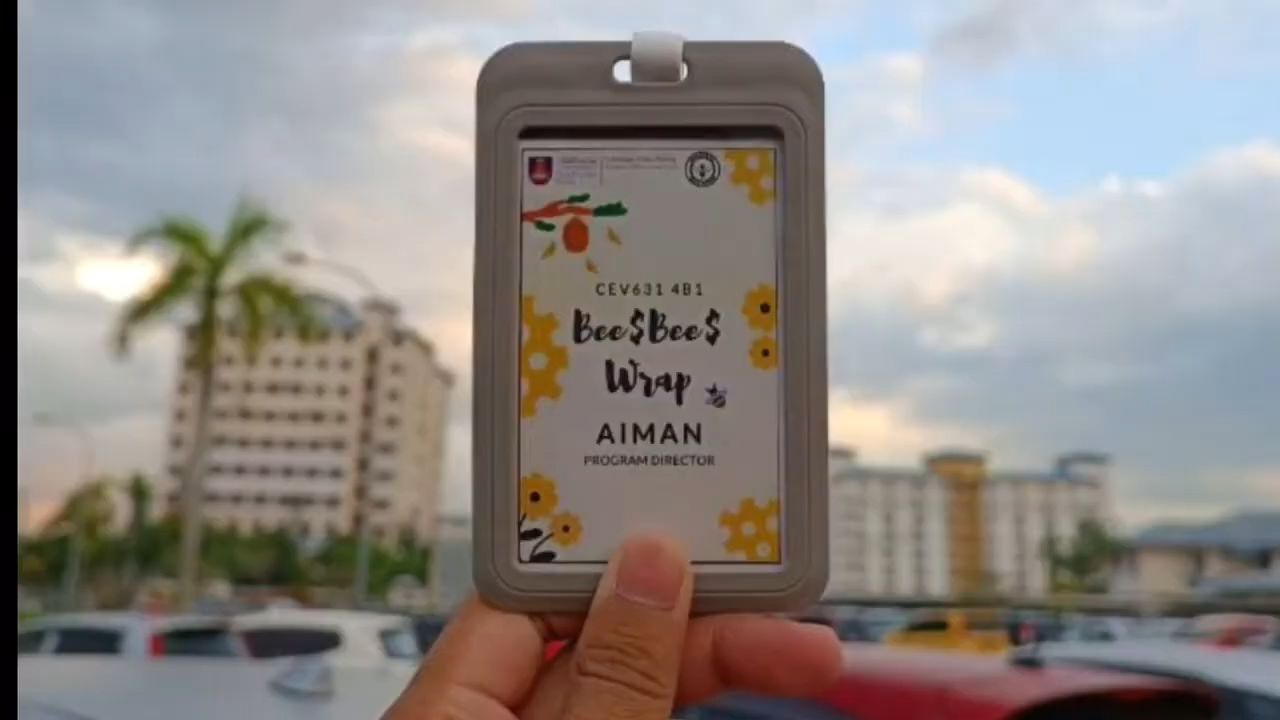 CEV631 4B1
Bee$Bee$
Wrap
AIMAN
PROGRAM DIRECTOR